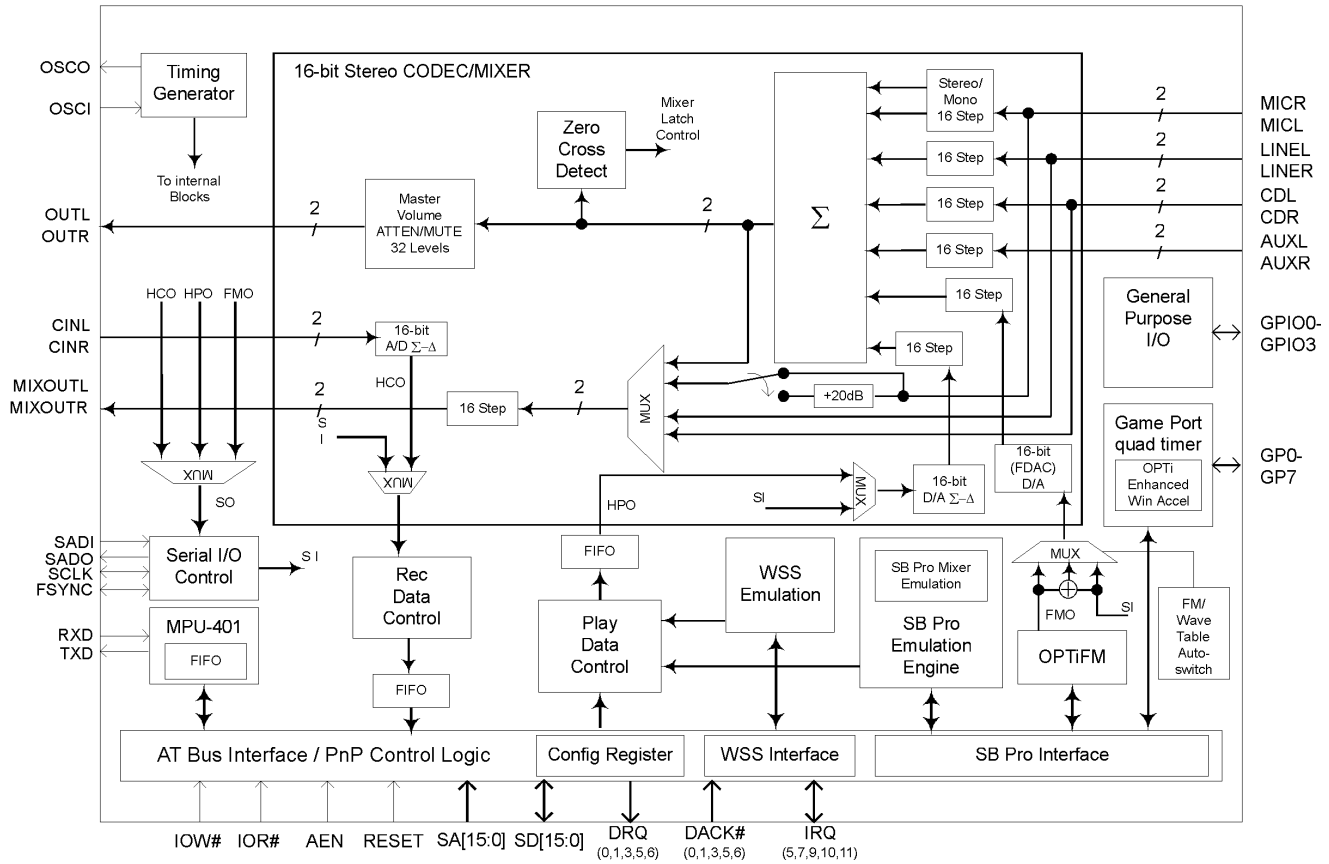 OSCO
OSCI
Timing
Generator
To internal
Blocks
16-bit Stereo CODEC/MIXER
Zero
Cross
Detect
Mixer
Latch
Control
Σ
Stereo/
Mono
16 Step
2
MICR
MICL
16 Step
2
LINEL
LINER
16 Step
2
CDL
CDR
16 Step
2
AUXL
AUXR
OUTL
OUTR
2
Master
Volume
ATTEN/MUTE
32 Levels
2
16 Step
16 Step
General
Purpose
I/O
GPIO0-
GPIO3
HCO
HPO
FMO
CINL
CINR
2
16-bit
A/D Σ–Δ
HCO
MIXOUTL
MIXOUTR
2
16 Step
2
MUX
+20dB
S
I
MUX
SO
MUX
HPO
SI
MUX
16-bit
D/A Σ–Δ
16-bit
(FDAC)
D/A
Game Port
quad timer
OPTi
Enhanced
Win Accel
GP0-
GP7
SADI
SADO
SCLK
FSYNC
Serial I/O
Control
S I
Rec
Data
Control
FIFO
FIFO
Play
Data
Control
WSS
Emulation
SB Pro Mixer
Emulation
SB Pro
Emulation
Engine
MUX
FMO
SI
OPTiFM
FM/
Wave
Table
Auto-
switch
RXD
TXD
MPU-401
FIFO
AT Bus Interface / PnP Control Logic
Config Register
WSS Interface
SB Pro Interface
IOW#
IOR#
AEN
RESET
SA[15:0]
SD[15:0]
DRQ
(0,1,3,5,6)
DACK#
(0,1,3,5,6)
IRQ
(5,7,9,10,11)